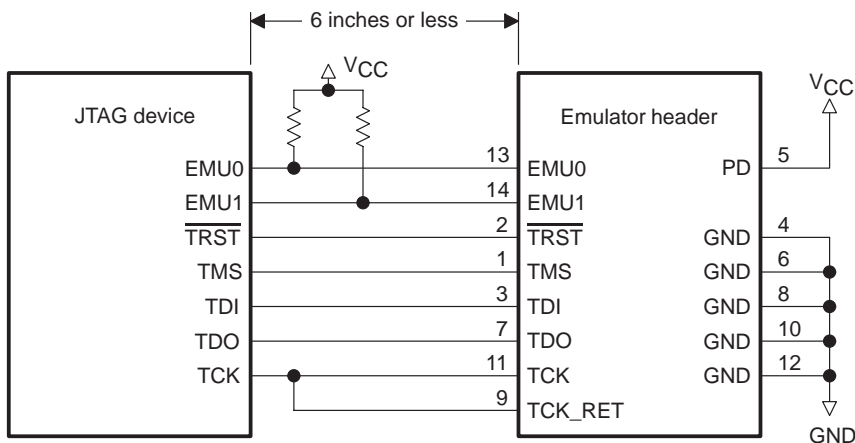 6 inches or less
VCC
VCC
JTAG device
Emulator header
EMU0
13
EMU0
PD
5
EMU1
14
EMU1
TRST
2
TRST
GND
4
TMS
1
TMS
GND
6
TDI
3
TDI
GND
8
TDO
7
TDO
GND
10
TCK
11
TCK
GND
12
9
TCK_RET
GND